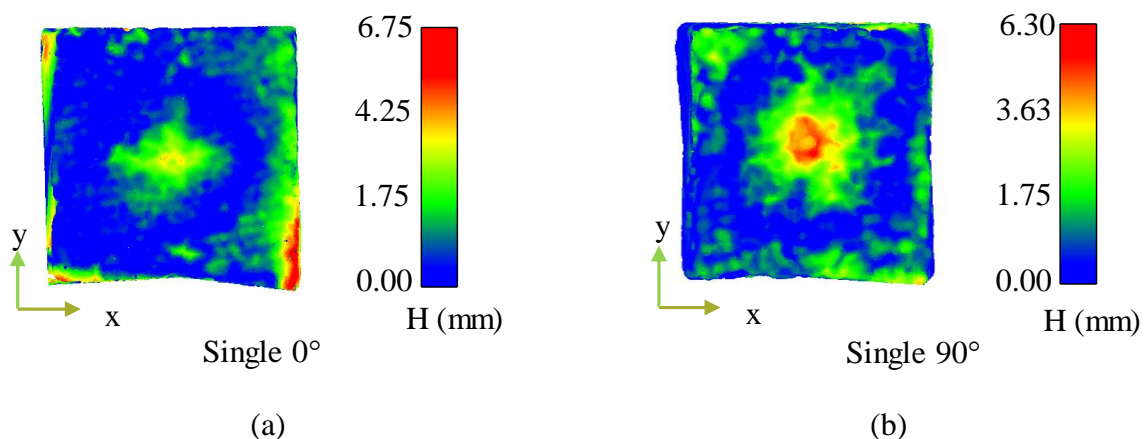 6.75
4.25
1.75
0.00
H (mm)
y
x
Single 0°
(a)
6.30
3.63
1.75
0.00
H (mm)
y
x
Single 90°
(b)